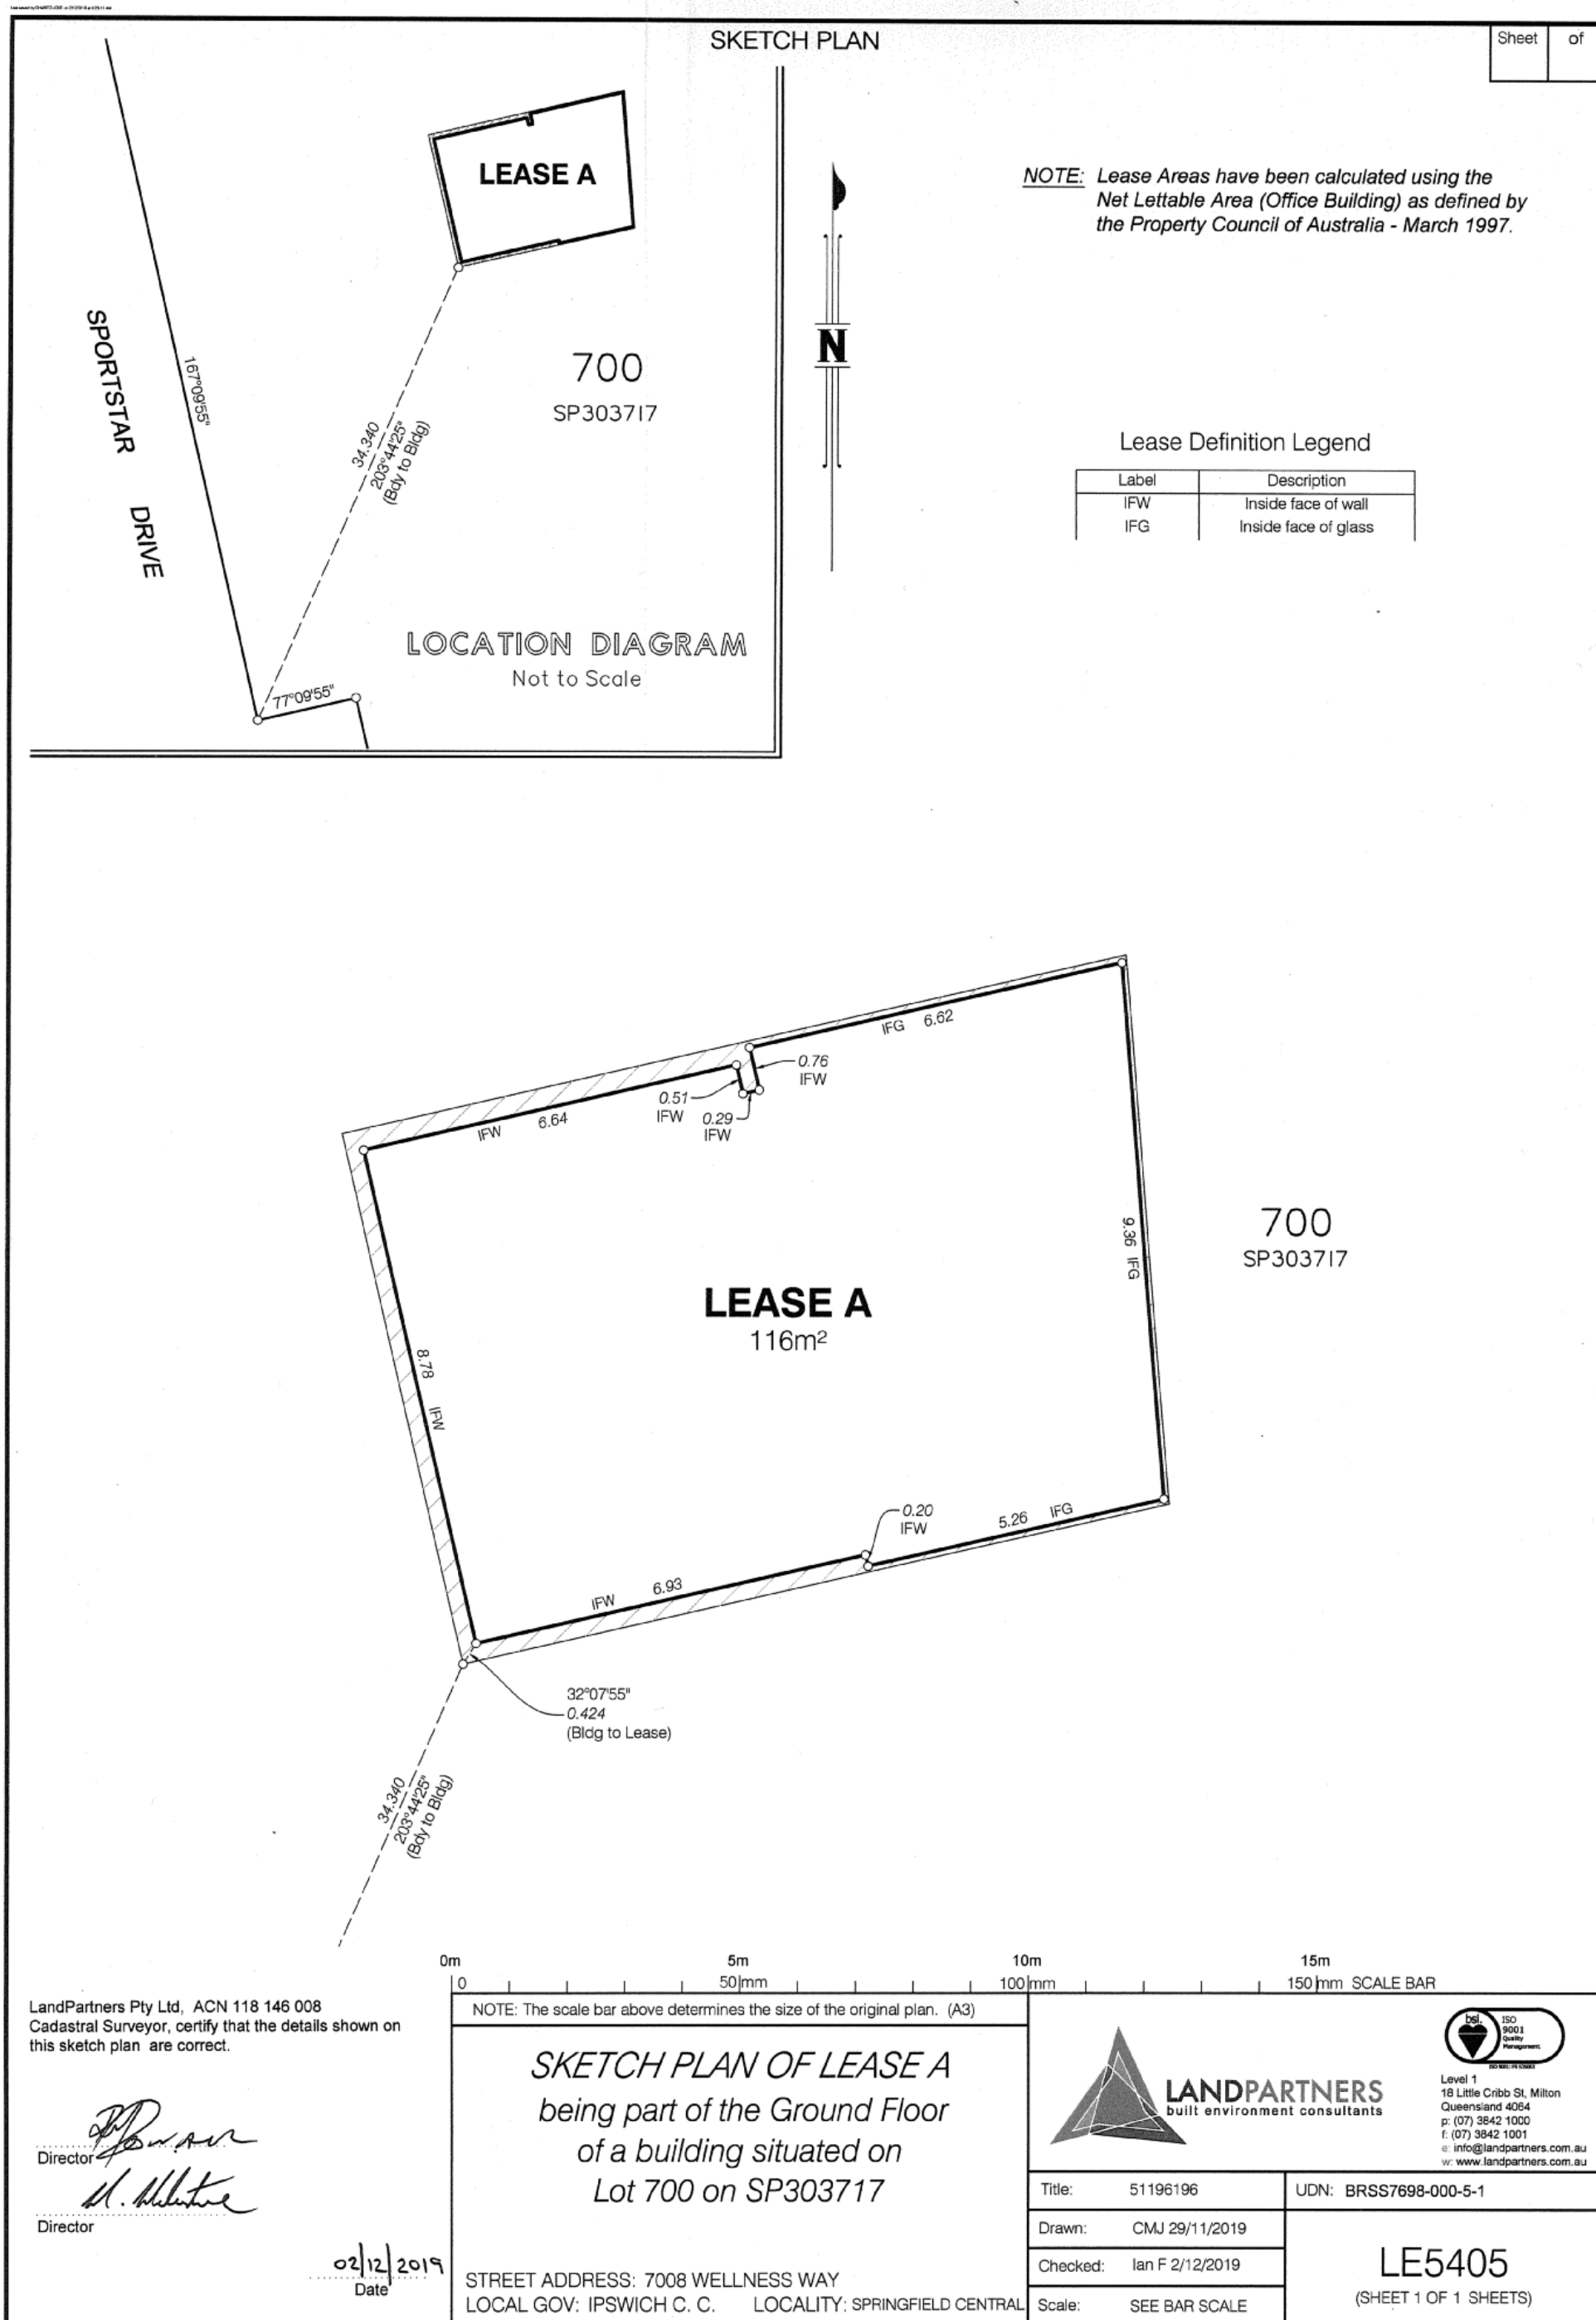 SKETCH PLAN
Sheet of
LEASE A
NOTE: Lease Areas have been calculated using the
Net Lettable Area (Office Building) as defined by
the Property Council of Australia - March 1997.
SPORTSTAR DRIVE
167°09'55"
34.340
203°44'25"
(Bdy to Bldg)
700
SP303717
N
Lease Definition Legend
Label Description
IFW Inside face of wall
IFG Inside face of glass
LOCATION DIAGRAM
Not to Scale
77°09'55"
IFG 6.62
0.76
IFW
0.51
IFW
0.29
IFW
IFW 6.64
9.36 IFG
700
SP303717
LEASE A
116m²
8.78 IFW
0.20
IFW
5.26 IFG
IFW 6.93
32°07'55"
0.424
(Bldg to Lease)
34.340
203°44'25"
(Bdy to Bldg)
0m 5m 10m 15m
0 50mm 100mm 150mm SCALE BAR
LandPartners Pty Ltd, ACN 118 146 008
Cadastral Surveyor, certify that the details shown on
this sketch plan are correct.
Director
Director
02/12/2019
Date
NOTE: The scale bar above determines the size of the original plan. (A3)
SKETCH PLAN OF LEASE A
being part of the Ground Floor
of a building situated on
Lot 700 on SP303717
STREET ADDRESS: 7008 WELLNESS WAY
LOCAL GOV: IPSWICH C. C. LOCALITY: SPRINGFIELD CENTRAL
LANDPARTNERS
built environment consultants
bsi.
ISO
9001
Quality
Management
Level 1
18 Little Cribb St, Milton
Queensland 4064
p: (07) 3842 1000
f: (07) 3842 1001
e: info@landpartners.com.au
w: www.landpartners.com.au
Title: 51196196
UDN: BRSS7698-000-5-1
Drawn: CMJ 29/11/2019
Checked: Ian F 2/12/2019
Scale: SEE BAR SCALE
LE5405
(SHEET 1 OF 1 SHEETS)